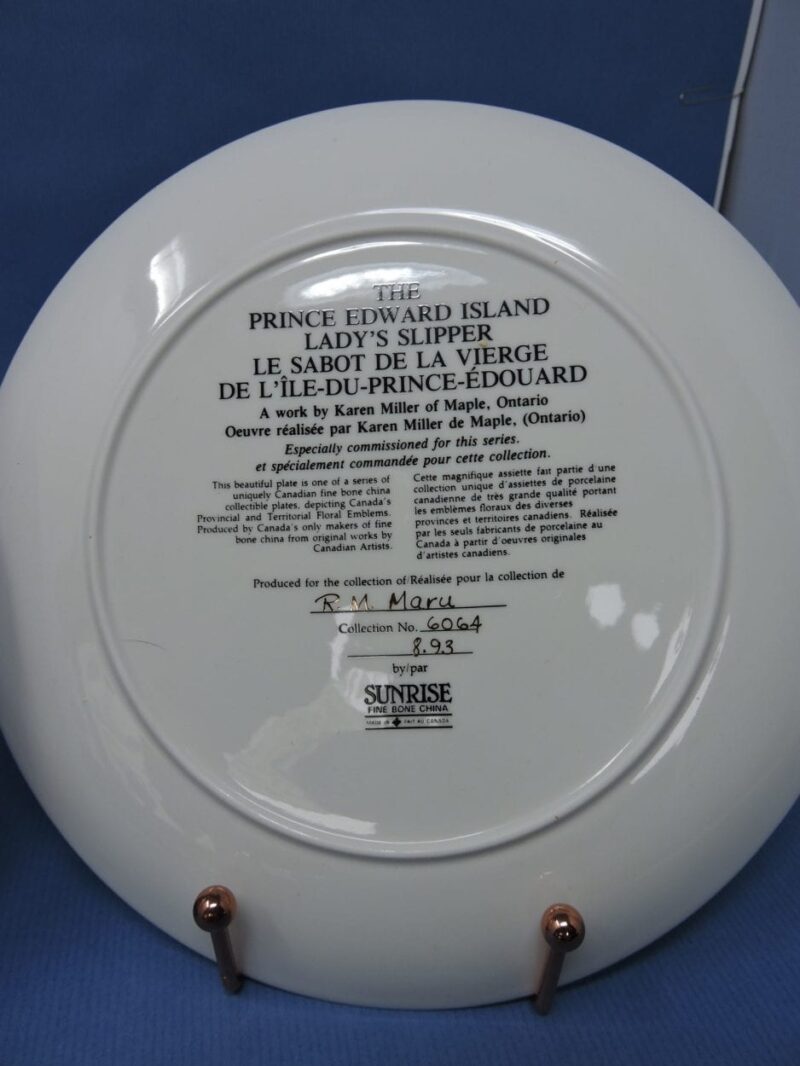 THE
PRINCE EDWARD ISLAND
LADY'S SLIPPER
LE SABOT DE LA VIERGE
DE L'ÎLE-DU-PRINCE-ÉDOUARD
A work by Karen Miller of Maple, Ontario
Oeuvre réalisée par Karen Miller de Maple, (Ontario)
Especially commissioned for this series.
et spécialement commandée pour cette collection.
This beautiful plate is one of a series of
uniquely Canadian fine bone china
collectible plates, depicting Canada's
Provincial and Territorial Floral Emblems.
Produced by Canada's only makers of fine
bone china from original works by
Canadian Artists.
Cette magnifique assiette fait partie d'une
collection unique d'assiettes de porcelaine
canadienne de très grande qualité portant
les emblèmes floraux des diverses
provinces et territoires canadiens. Réalisée
par les seuls fabricants de porcelaine au
Canada à partir d'oeuvres originales
d'artistes canadiens.
Produced for the collection of/Réalisée pour la collection de
R. M. Maru
Collection No. 6064
8.93
by/par
SUNRISE
FINE BONE CHINA
MADE IN FAIT AU CANADA